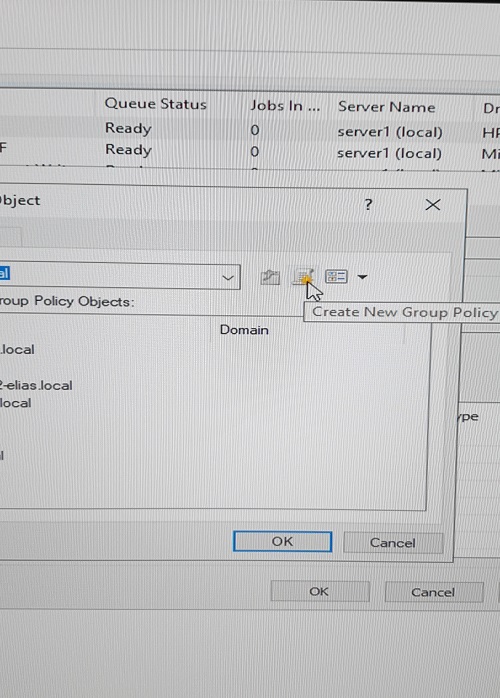 Queue Status Jobs In ... Server Name Dr
Ready 0 server1 (local) HP
F Ready 0 server1 (local) Mi
bject ? ×
al
roup Policy Objects:
Create New Group Policy
Domain
.local
2-elias.local
local
l
ype
OK Cancel
OK Cancel